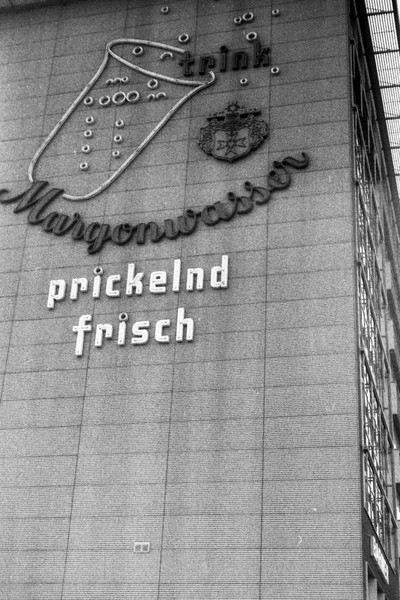 trink
Margonwasser
prickelnd
frisch